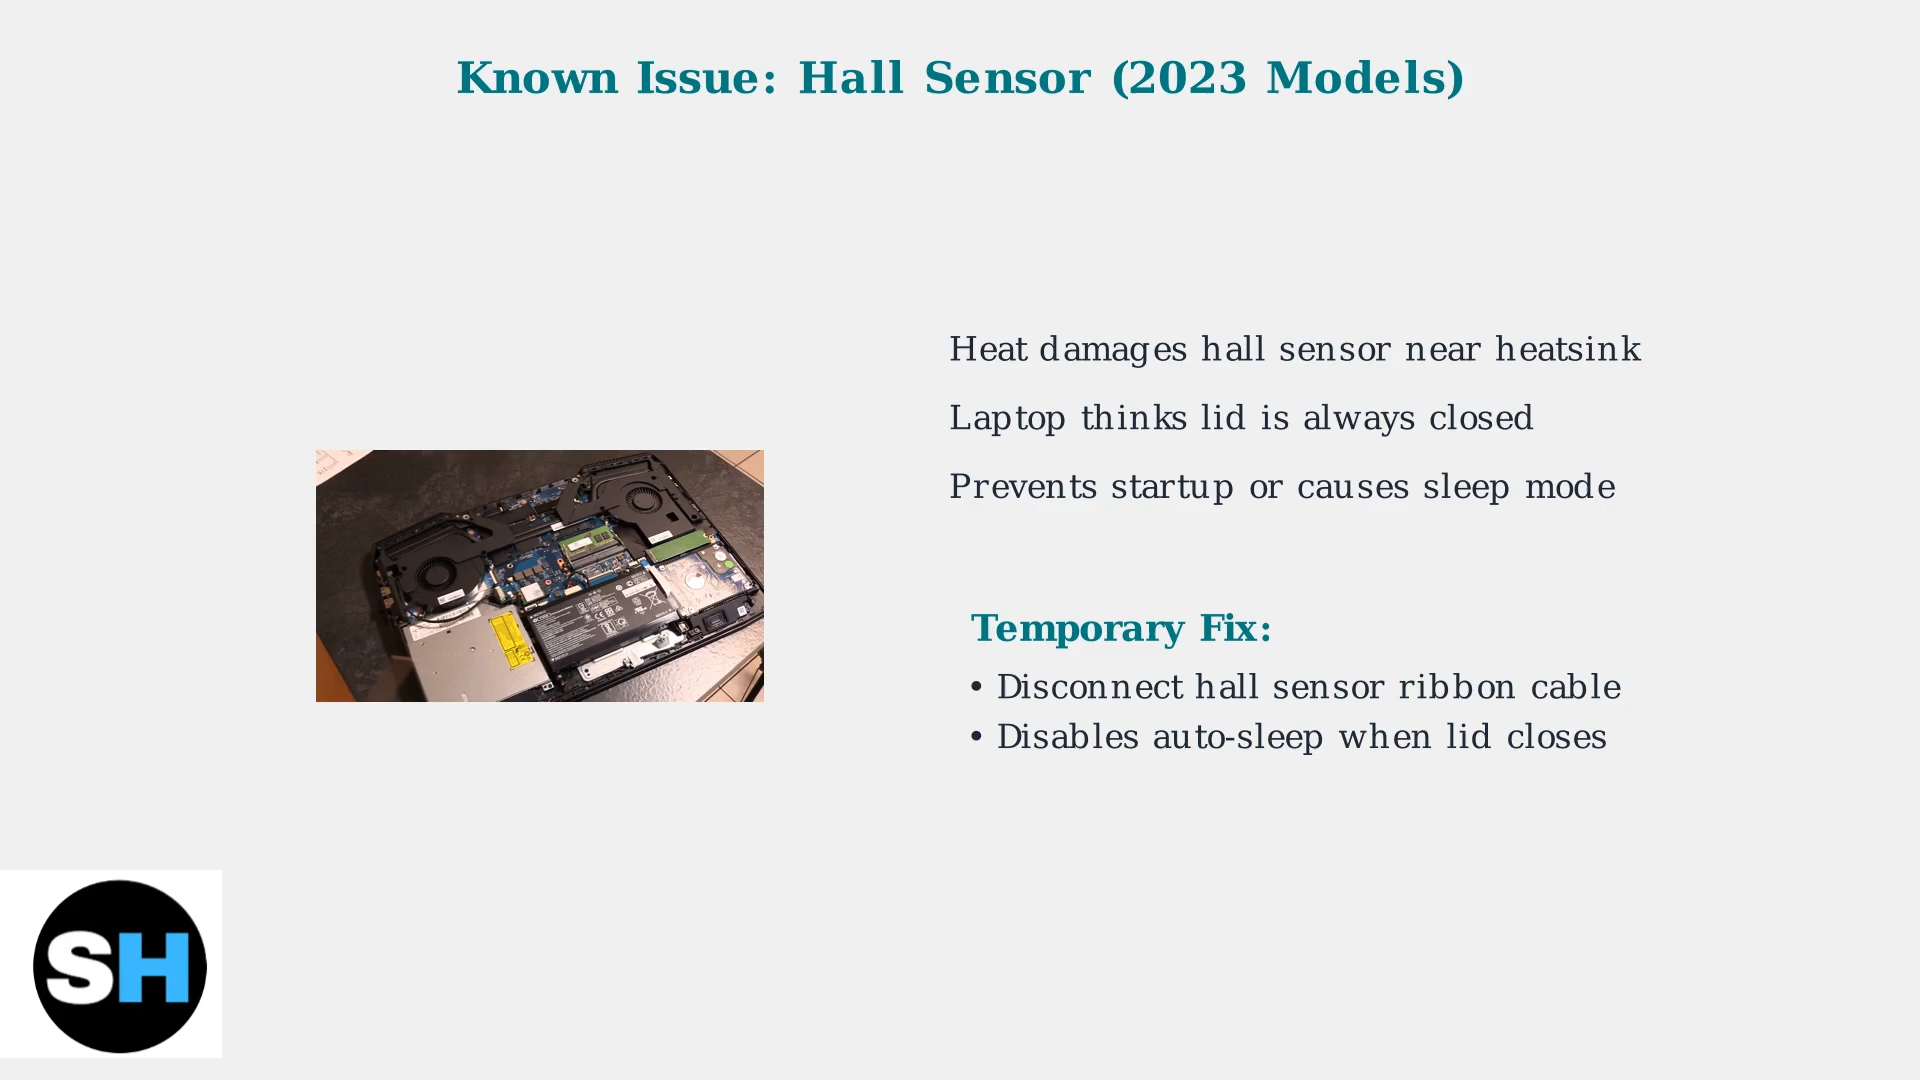 Known Issue: Hall Sensor (2023 Models)
Heat damages hall sensor near heatsink
Laptop thinks lid is always closed
Prevents startup or causes sleep mode
Temporary Fix:
• Disconnect hall sensor ribbon cable
• Disables auto-sleep when lid closes
SH